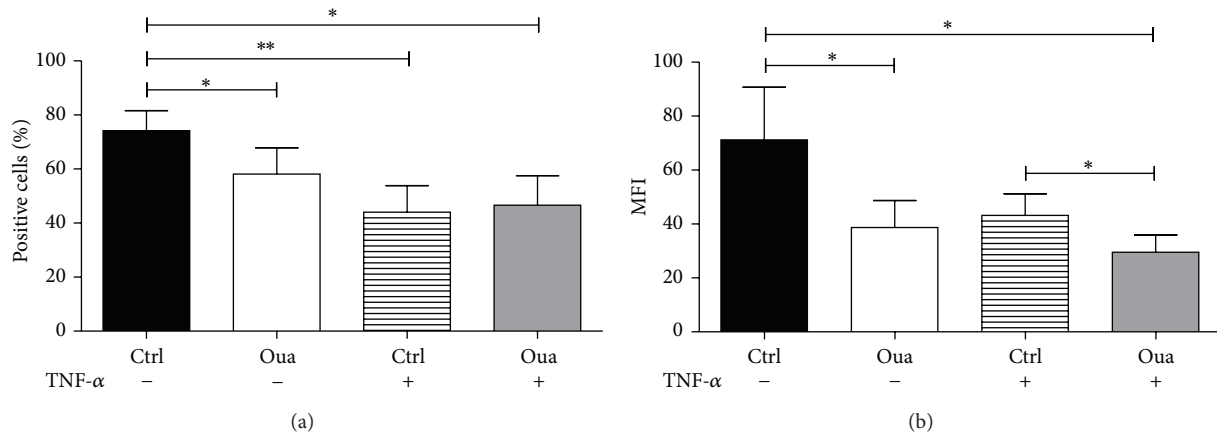 *
**
*
100
80
60
40
20
0
Positive cells (%)
Ctrl Oua Ctrl Oua
TNF-α − − + +
(a)
*
*
*
100
80
60
40
20
0
MFI
Ctrl Oua Ctrl Oua
TNF-α − − + +
(b)